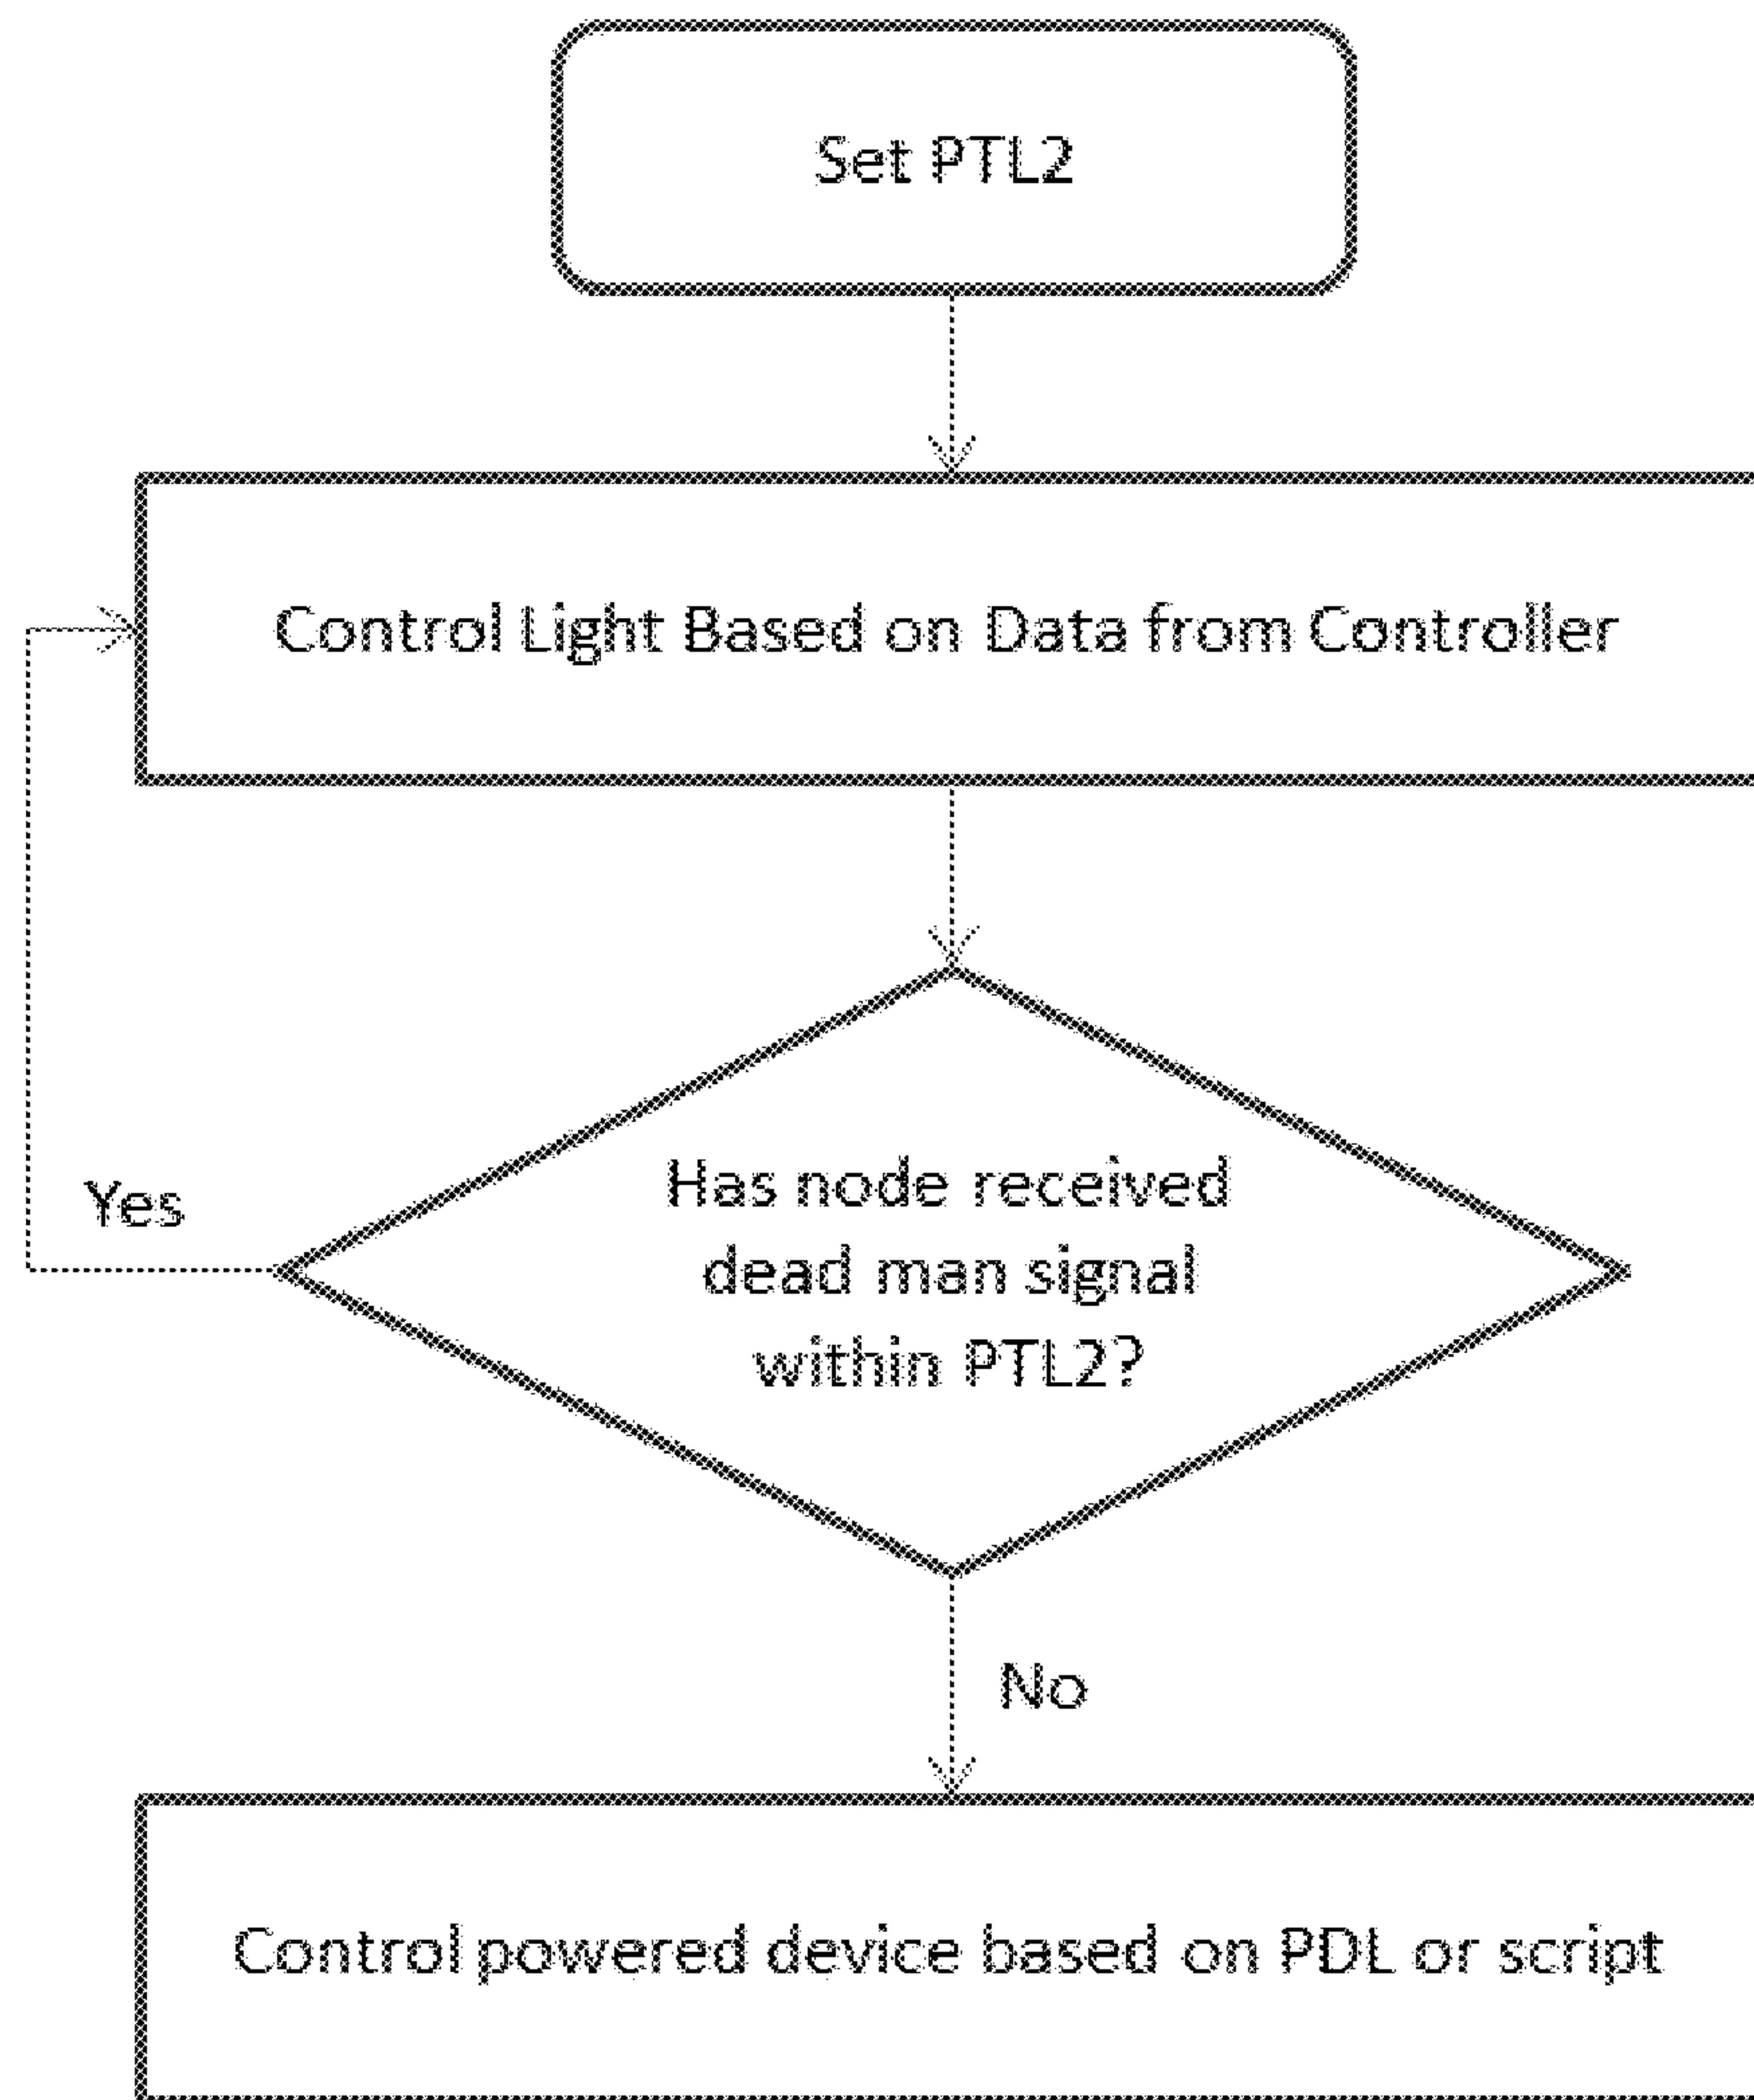 Set PTL2
Control Light Based on Data from Controller
Has node received
dead man signal
within PTL2?
Yes
No
Control powered device based on PDL or script